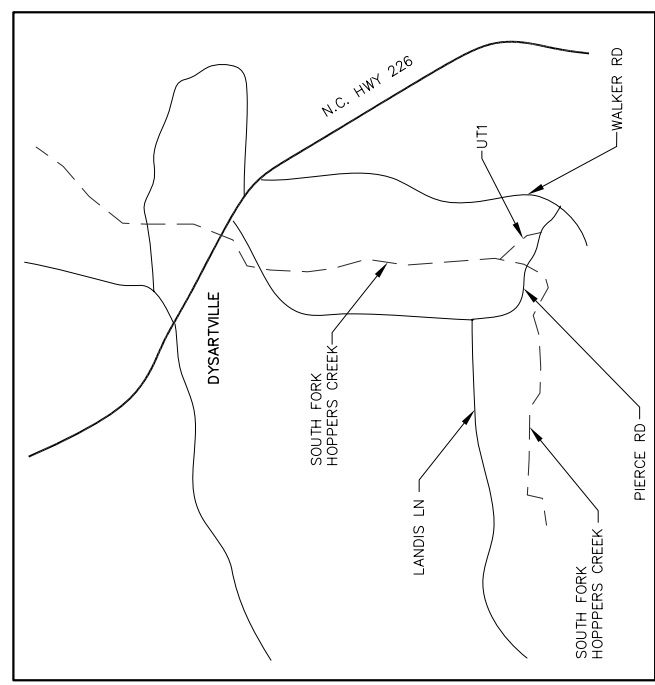 DYSARTVILLE
SOUTH FORK
HOPPERS CREEK
N.C. HWY 226
LANDIS LN
UT1
SOUTH FORK
HOPPPERS CREEK
WALKER RD
PIERCE RD